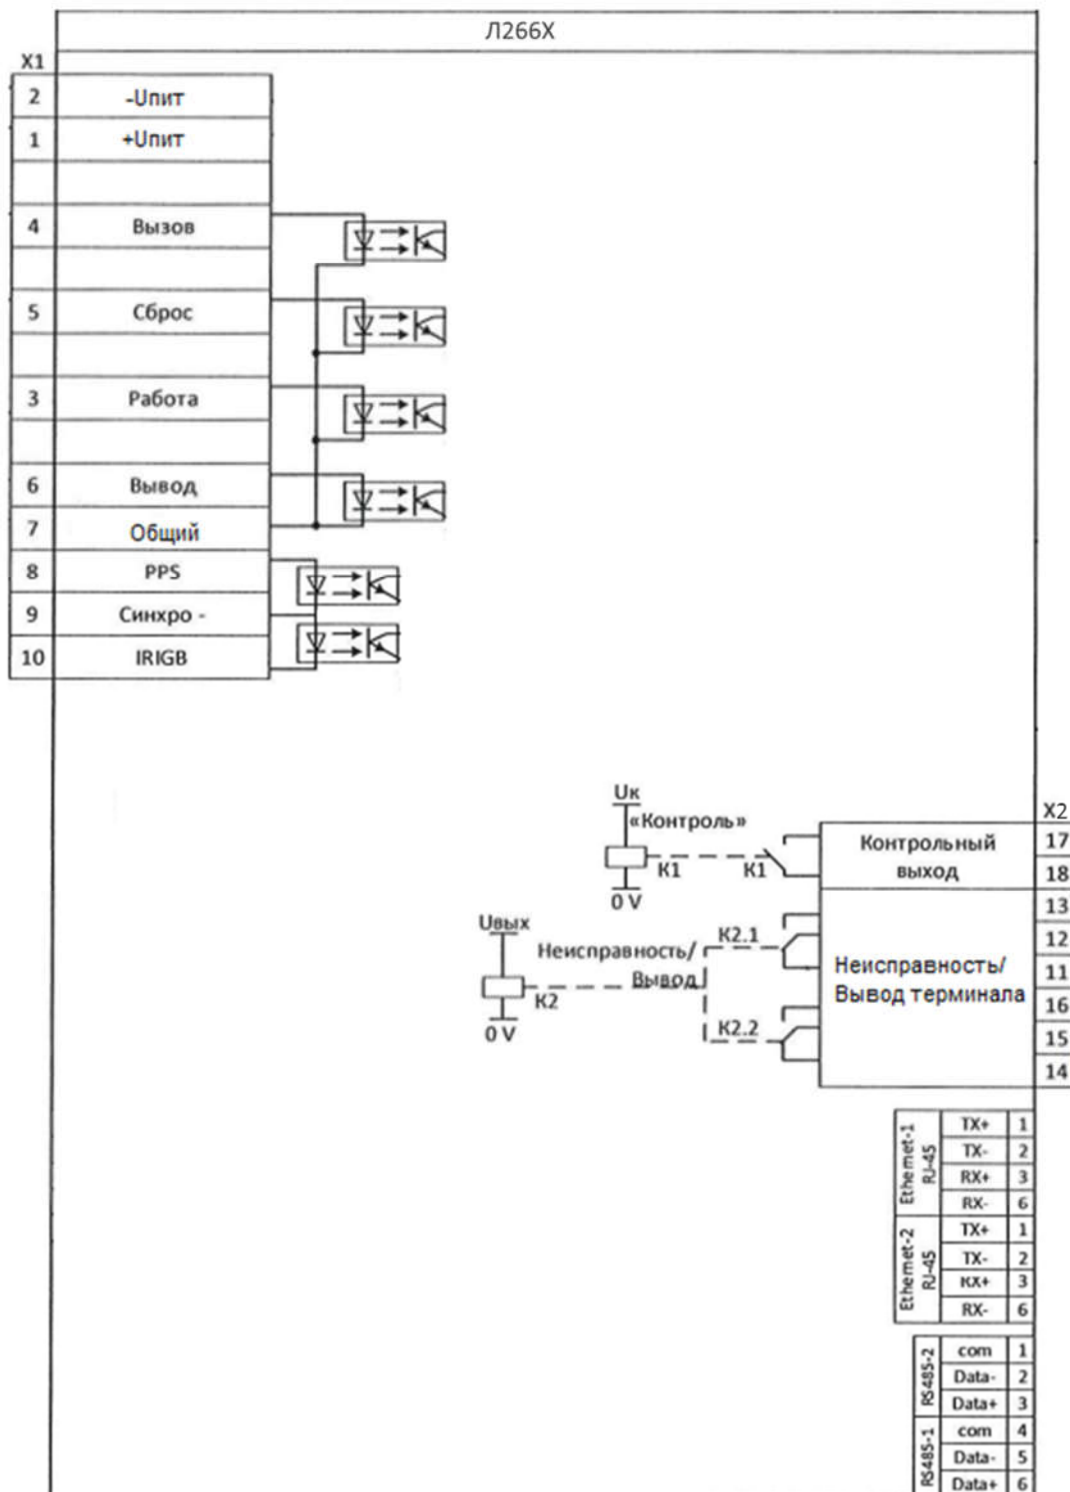 Л266Х
X1
2 -Uпит
1 +Uпит
4 Вызов
5 Сброс
3 Работа
6 Вывод
7 Общий
8 PPS
9 Синхро -
10 IRIGB
Uк
«Контроль»
K1 K1
0 V
X2
Контрольный 17
выход 18
Uвых
Неисправность/
Вывод
K2
0 V
K2.1
K2.2
Неисправность/
Вывод терминала
13
12
11
16
15
14
Ethernet-1
RJ-45
TX+ 1
TX- 2
RX+ 3
RX- 6
Ethernet-2
RJ-45
TX+ 1
TX- 2
RX+ 3
RX- 6
RS485-2
com 1
Data- 2
Data+ 3
RS485-1
com 4
Data- 5
Data+ 6